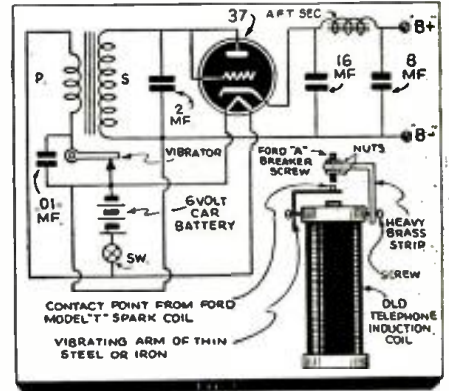 37
AFT SEC
"B+"
P.
S
2
MF.
16
MF
8
MF.
"B-"
.01
MF.
VIBRATOR
FORD "A"
BREAKER
SCREW
NUTS
6 VOLT
CAR
BATTERY
SW.
HEAVY
BRASS
STRIP
SCREW
CONTACT POINT FROM FORD
MODEL "T" SPARK COIL
VIBRATING ARM OF THIN
STEEL OR IRON
OLD
TELEPHONE
INDUCTION
COIL